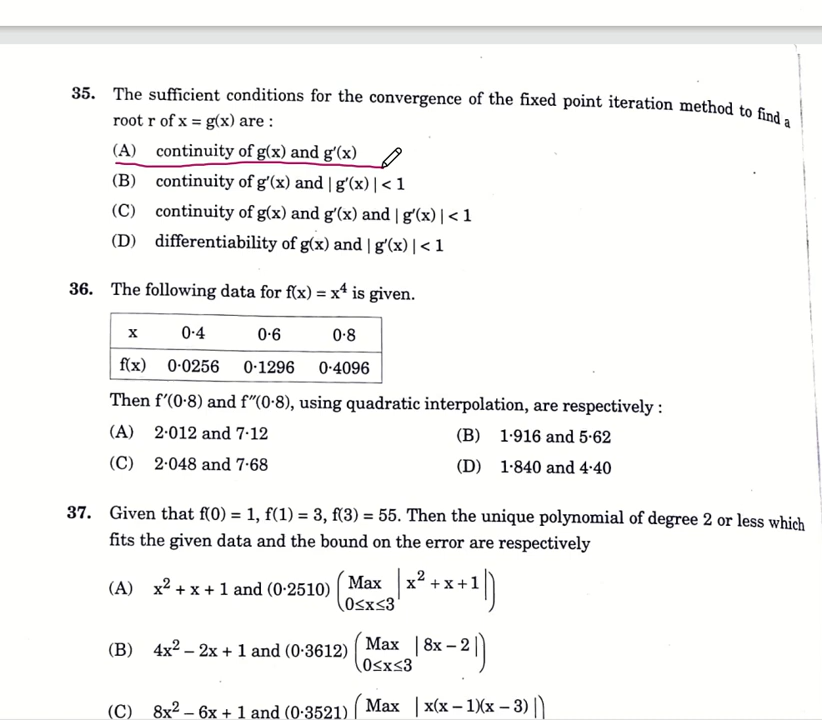 35. The sufficient conditions for the convergence of the fixed point iteration method to find a
root r of x = g(x) are :
(A) continuity of g(x) and g′(x)
(B) continuity of g′(x) and | g′(x) | < 1
(C) continuity of g(x) and g′(x) and | g′(x) | < 1
(D) differentiability of g(x) and | g′(x) | < 1
36. The following data for f(x) = x⁴ is given.
x 0·4 0·6 0·8
f(x) 0·0256 0·1296 0·4096
Then f′(0·8) and f″(0·8), using quadratic interpolation, are respectively :
(A) 2·012 and 7·12 (B) 1·916 and 5·62
(C) 2·048 and 7·68 (D) 1·840 and 4·40
37. Given that f(0) = 1, f(1) = 3, f(3) = 55. Then the unique polynomial of degree 2 or less which
fits the given data and the bound on the error are respectively
(A) x² + x + 1 and (0·2510) ( Max | x² + x + 1 | )
0≤x≤3
(B) 4x² – 2x + 1 and (0·3612) ( Max | 8x – 2 | )
0≤x≤3
(C) 8x² – 6x + 1 and (0·3521) ( Max | x(x – 1)(x – 3) | )